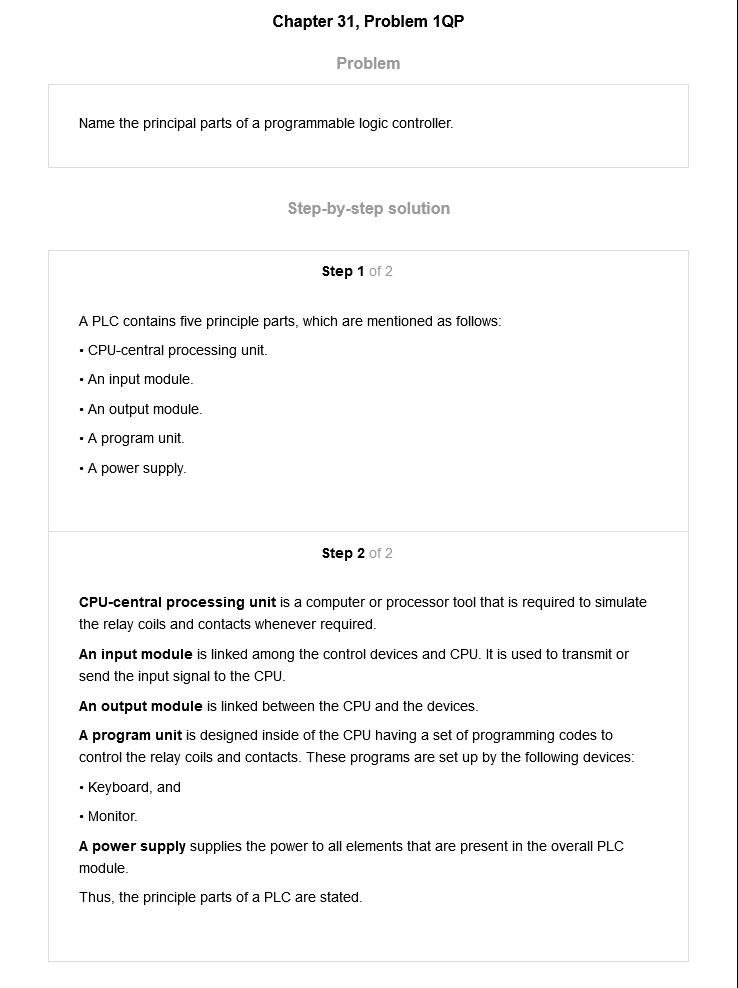 Chapter 31, Problem 1QP
Problem
Name the principal parts of a programmable logic controller.
Step-by-step solution
Step 1 of 2
A PLC contains five principle parts, which are mentioned as follows:
• CPU-central processing unit.
• An input module.
• An output module.
• A program unit.
• A power supply.
Step 2 of 2
CPU-central processing unit is a computer or processor tool that is required to simulate
the relay coils and contacts whenever required.
An input module is linked among the control devices and CPU. It is used to transmit or
send the input signal to the CPU.
An output module is linked between the CPU and the devices.
A program unit is designed inside of the CPU having a set of programming codes to
control the relay coils and contacts. These programs are set up by the following devices:
• Keyboard, and
• Monitor.
A power supply supplies the power to all elements that are present in the overall PLC
module.
Thus, the principle parts of a PLC are stated.